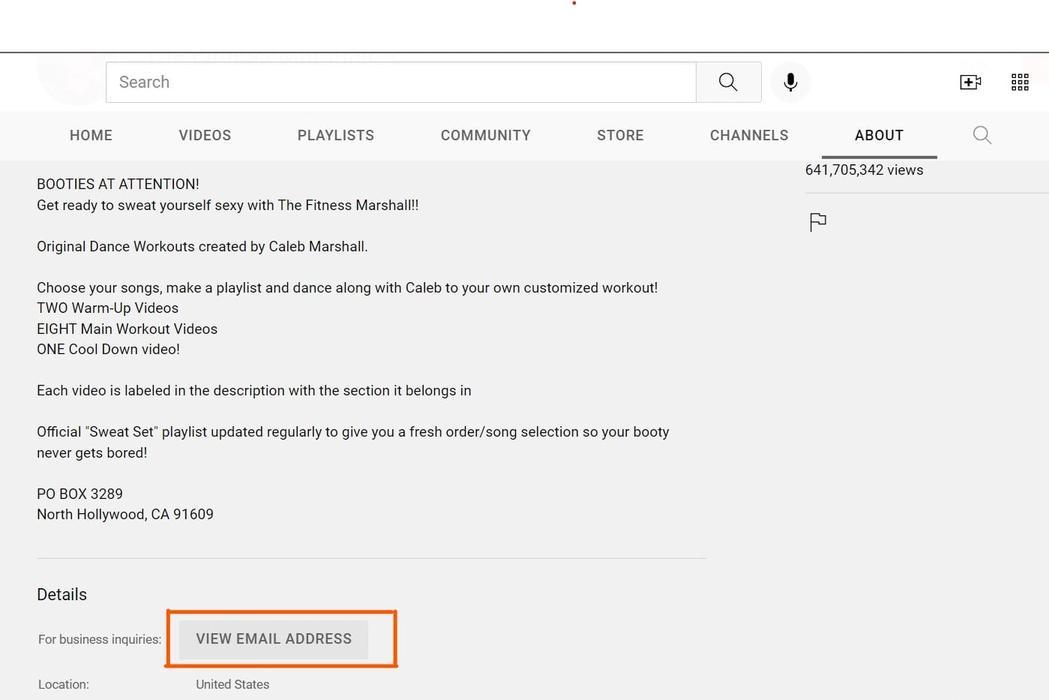 Search
HOME VIDEOS PLAYLISTS COMMUNITY STORE CHANNELS ABOUT
641,705,342 views
BOOTIES AT ATTENTION!
Get ready to sweat yourself sexy with The Fitness Marshall!!
Original Dance Workouts created by Caleb Marshall.
Choose your songs, make a playlist and dance along with Caleb to your own customized workout!
TWO Warm-Up Videos
EIGHT Main Workout Videos
ONE Cool Down video!
Each video is labeled in the description with the section it belongs in
Official "Sweat Set" playlist updated regularly to give you a fresh order/song selection so your booty
never gets bored!
PO BOX 3289
North Hollywood, CA 91609
Details
For business inquiries: VIEW EMAIL ADDRESS
Location: United States